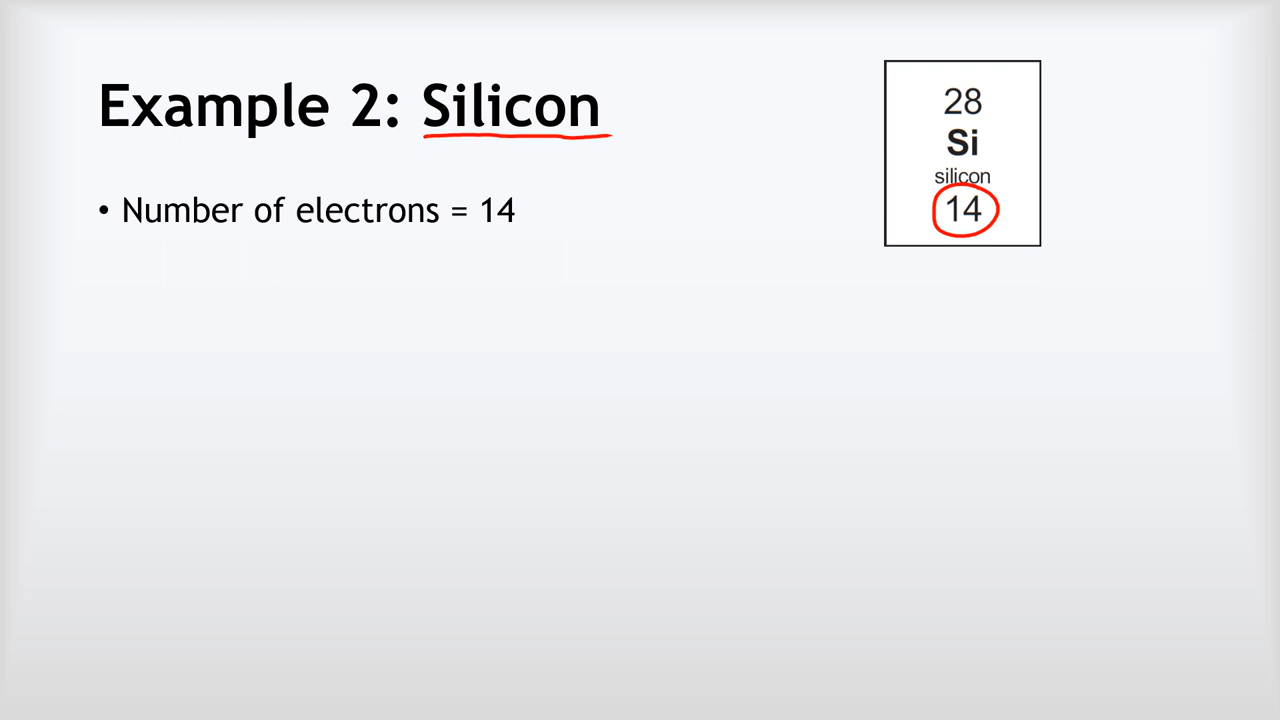 Example 2: Silicon
• Number of electrons = 14
28
Si
silicon
14